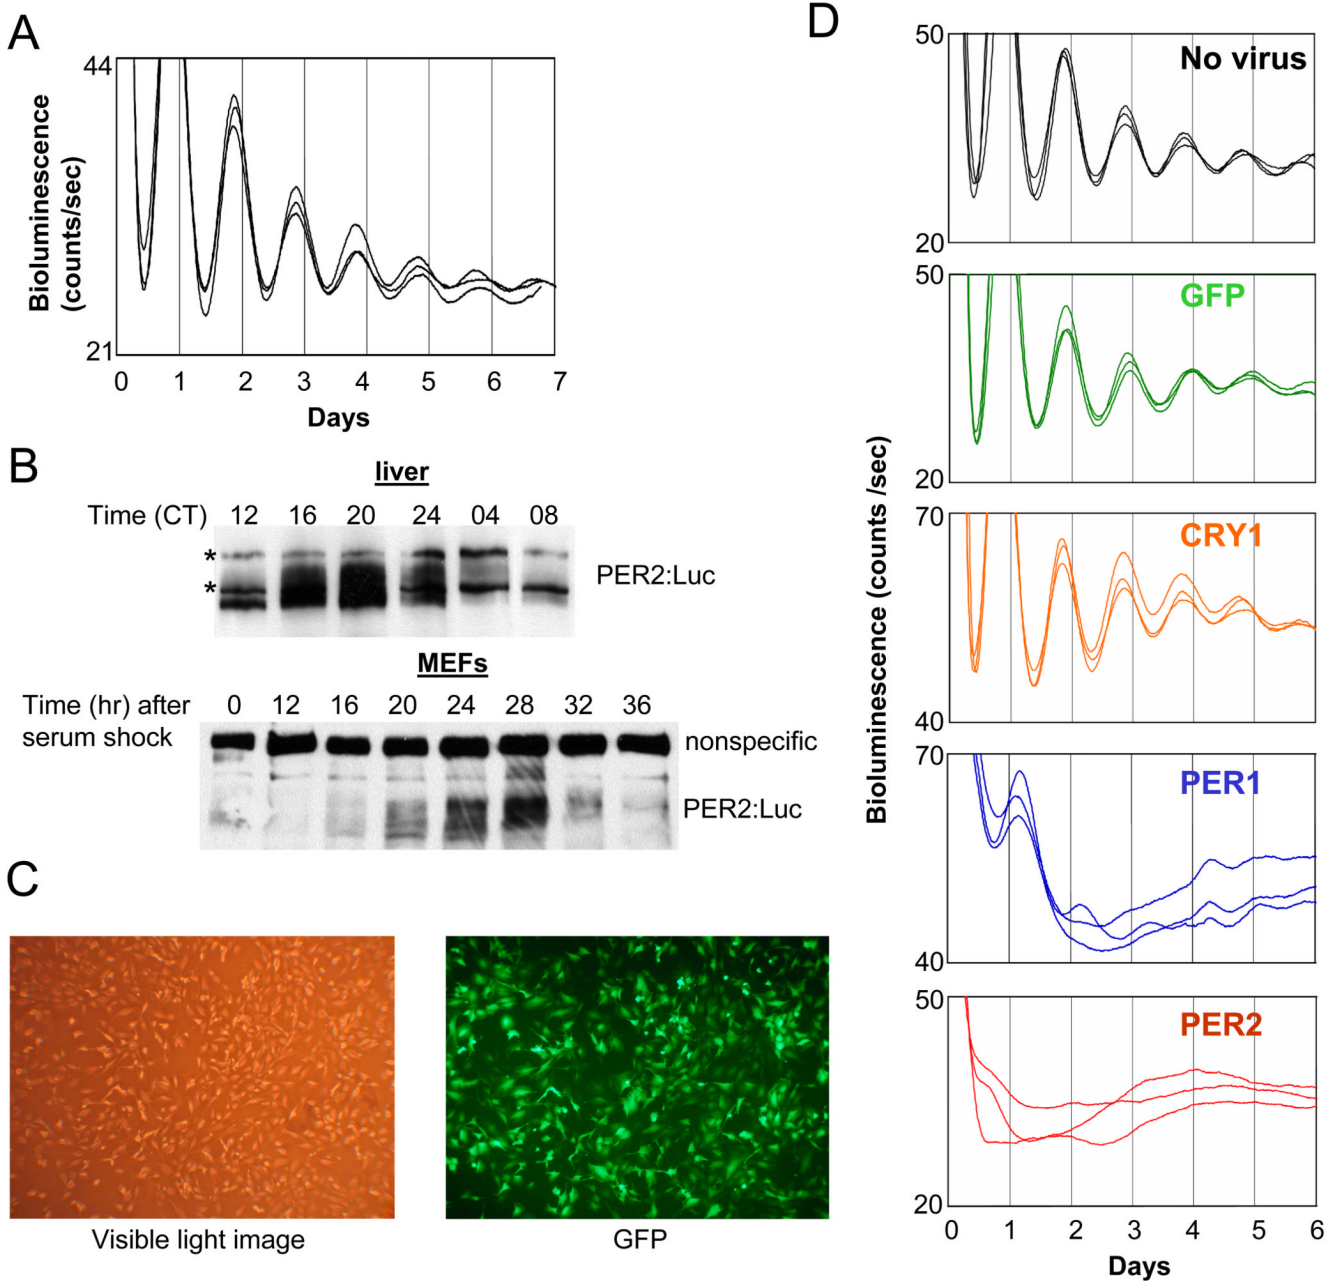 A
44
21
Bioluminescence
(counts/sec)
0 1 2 3 4 5 6 7
Days
B
liver
Time (CT) 12 16 20 24 04 08
*
*
PER2:Luc
MEFs
Time (hr) after
serum shock
0 12 16 20 24 28 32 36
nonspecific
PER2:Luc
C
Visible light image
GFP
D
Bioluminescence (counts /sec)
50
No virus
20
50
GFP
20
70
CRY1
40
70
PER1
40
50
PER2
20
0 1 2 3 4 5 6
Days